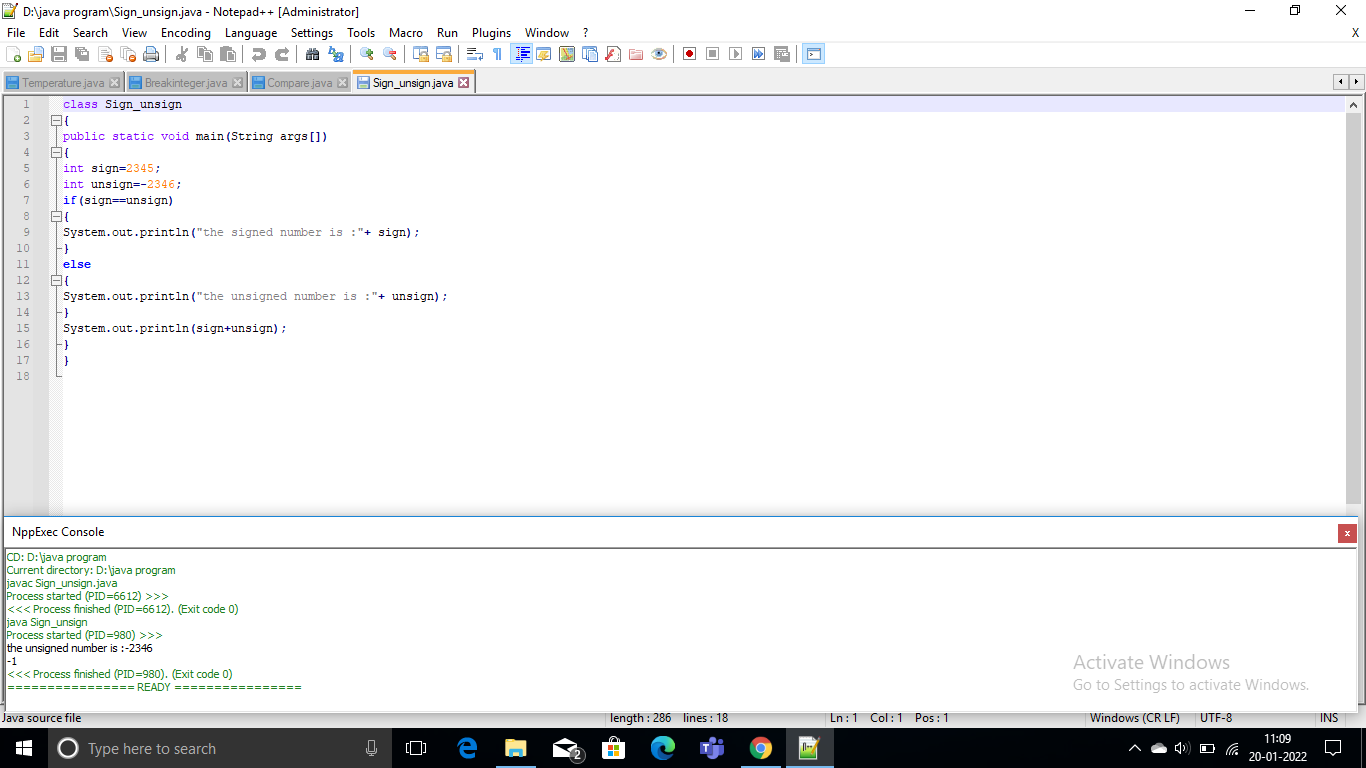 D:\java program\Sign_unsign.java - Notepad++ [Administrator]
File Edit Search View Encoding Language Settings Tools Macro Run Plugins Window ? X
Temperature.java Breakinteger.java Compare.java Sign_unsign.java
1 class Sign_unsign
2 {
3 public static void main(String args[])
4 {
5 int sign=2345;
6 int unsign=-2346;
7 if(sign==unsign)
8 {
9 System.out.println("the signed number is :"+ sign);
10 }
11 else
12 {
13 System.out.println("the unsigned number is :"+ unsign);
14 }
15 System.out.println(sign+unsign);
16 }
17 }
18
NppExec Console
CD: D:\java program
Current directory: D:\java program
javac Sign_unsign.java
Process started (PID=6612) >>>
<<< Process finished (PID=6612). (Exit code 0)
java Sign_unsign
Process started (PID=980) >>>
the unsigned number is :-2346
-1
<<< Process finished (PID=980). (Exit code 0)
================ READY ================
Activate Windows
Go to Settings to activate Windows.
Java source file length : 286 lines : 18 Ln : 1 Col : 1 Pos : 1 Windows (CR LF) UTF-8 INS
Type here to search 2 11:09
20-01-2022